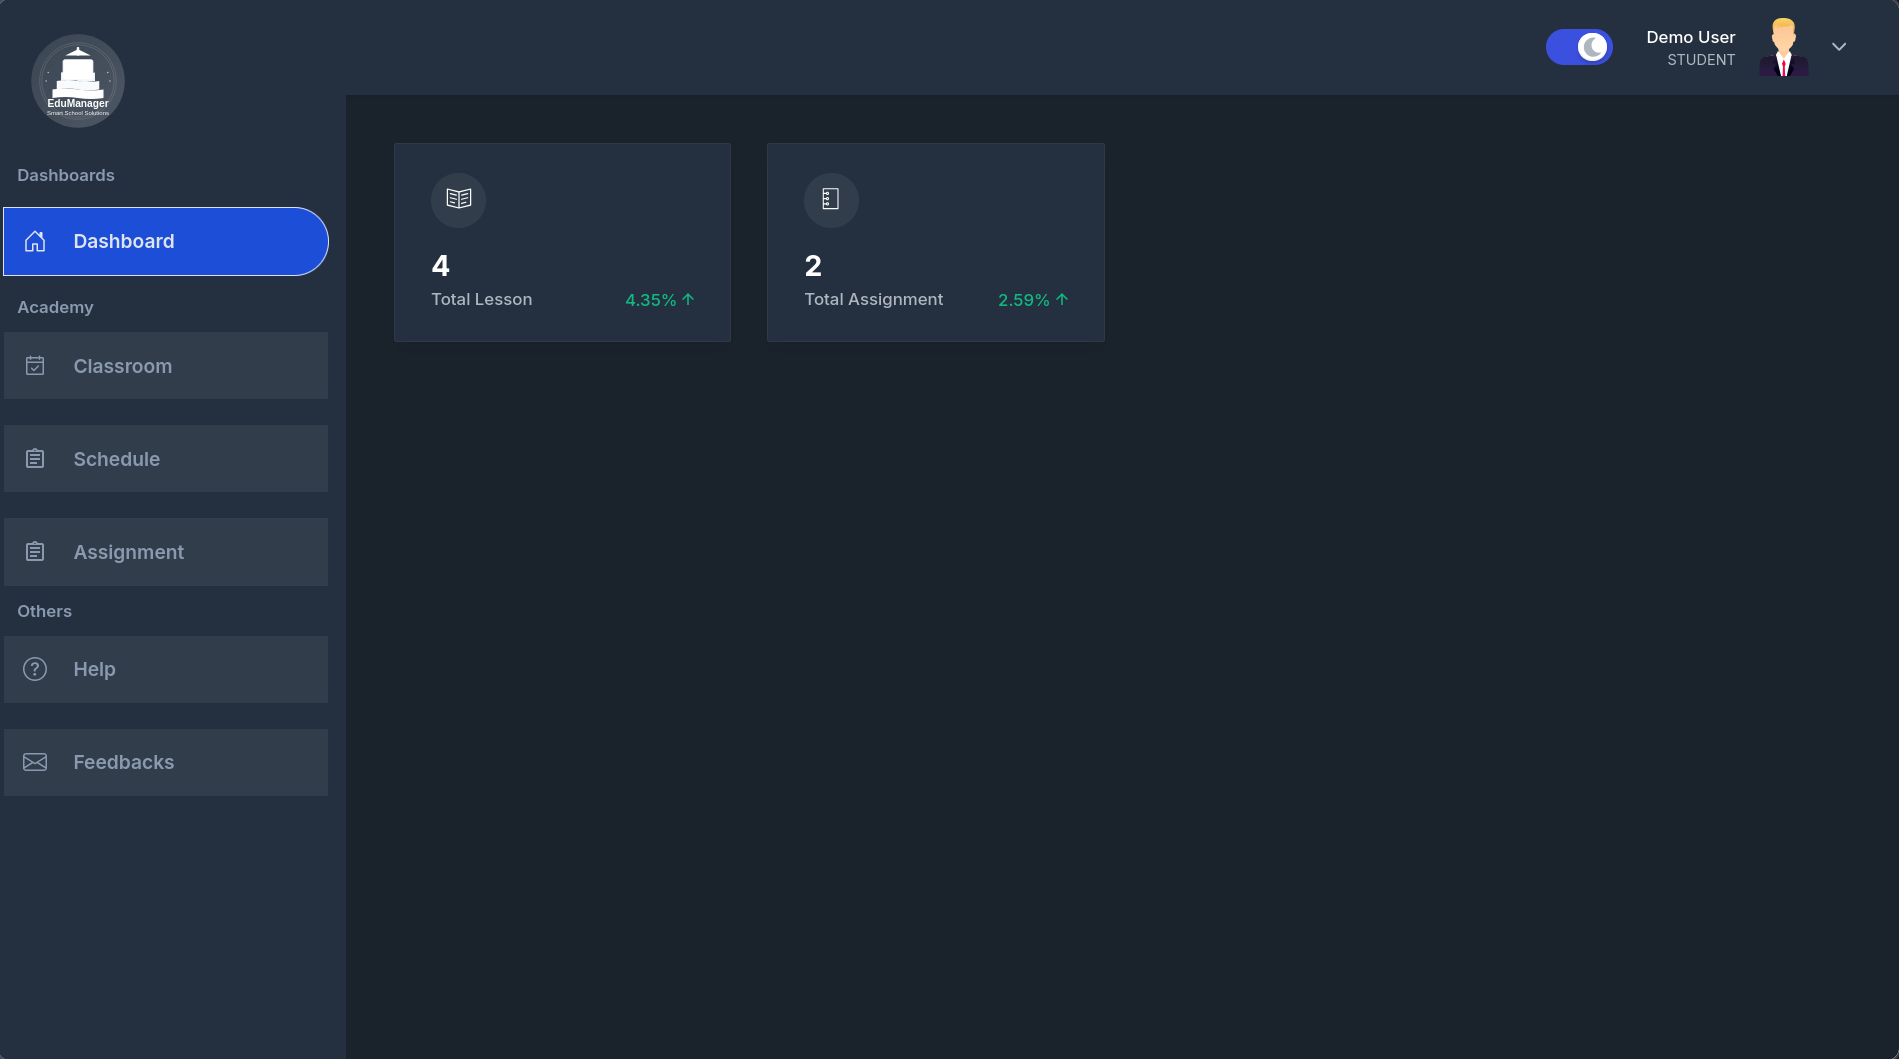 EduManager
Smart School Solutions
Demo User
STUDENT
Dashboards
Dashboard
Academy
Classroom
Schedule
Assignment
Others
Help
Feedbacks
4
Total Lesson 4.35%
2
Total Assignment 2.59%